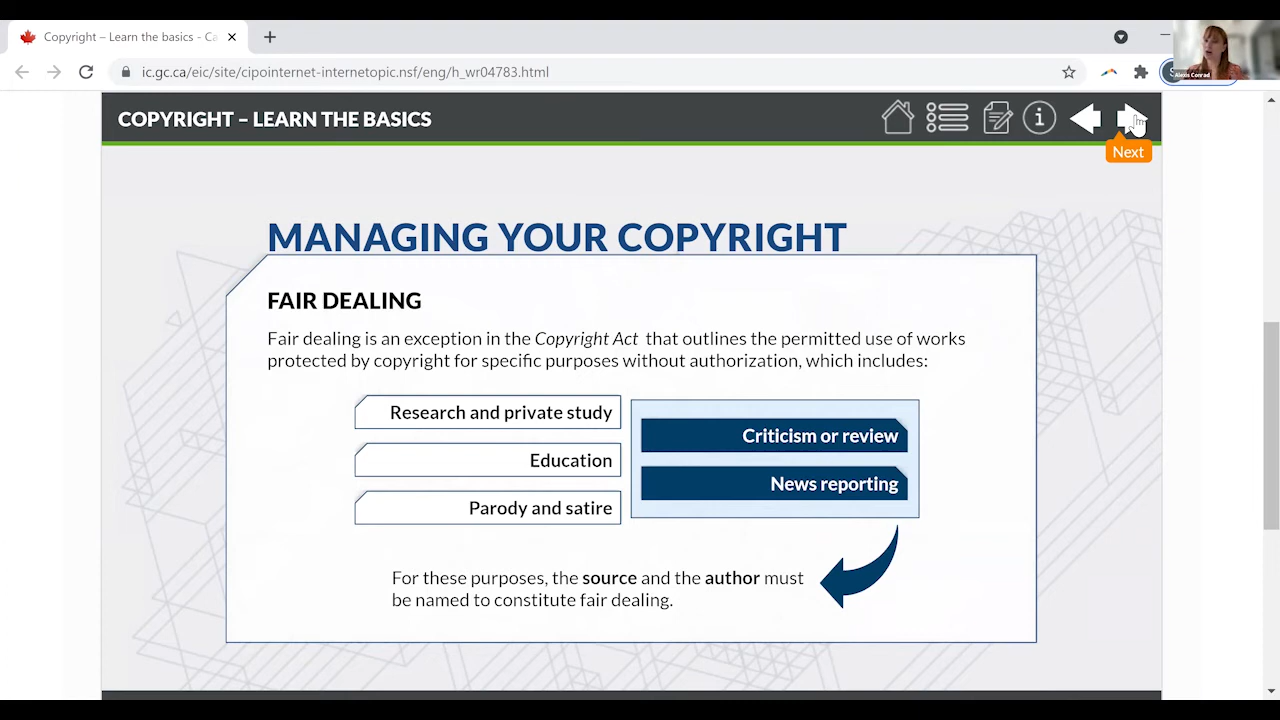 Copyright – Learn the basics - Ca
ic.gc.ca/eic/site/cipointernet-internetopic.nsf/eng/h_wr04783.html
Alexis Conrad
COPYRIGHT – LEARN THE BASICS
Next
MANAGING YOUR COPYRIGHT
FAIR DEALING
Fair dealing is an exception in the Copyright Act that outlines the permitted use of works
protected by copyright for specific purposes without authorization, which includes:
Research and private study
Education
Parody and satire
Criticism or review
News reporting
For these purposes, the source and the author must
be named to constitute fair dealing.